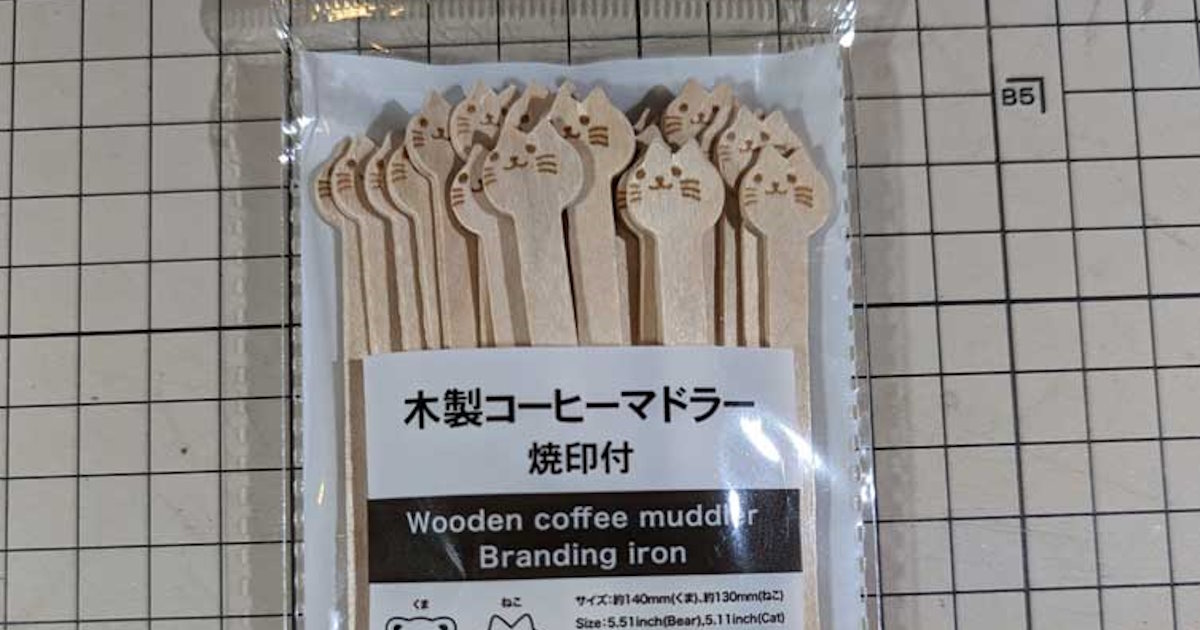 B5
木製コーヒーマドラー
焼印付
Wooden coffee muddler
Branding iron
くま
ねこ
サイズ:約140mm(くま)、約130mm(ねこ)
Size:5.51inch(Bear),5.11inch(Cat)